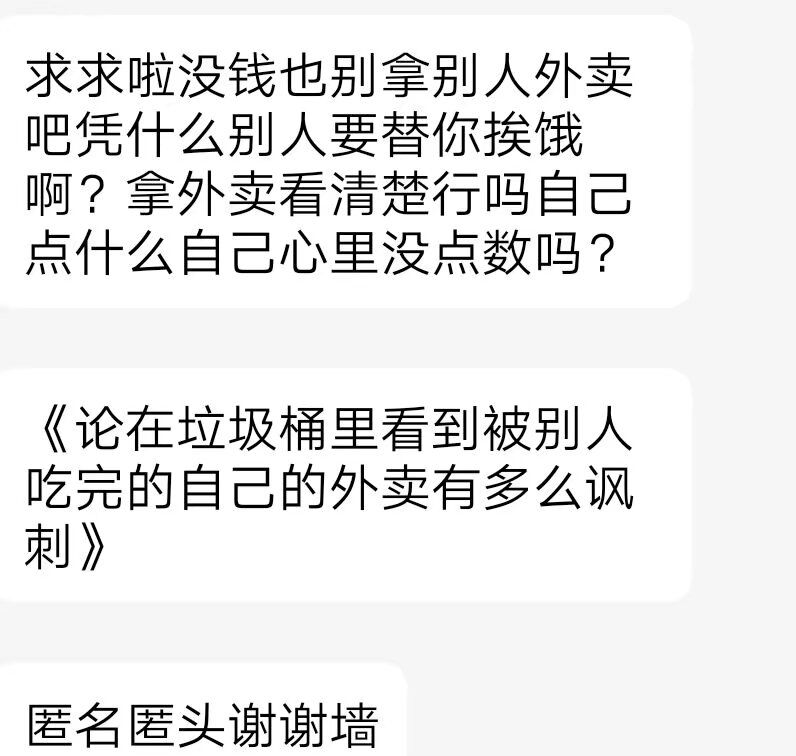 求求啦没钱也别拿别人外卖
吧凭什么别人要替你挨饿
啊？拿外卖看清楚行吗自己
点什么自己心里没点数吗？
《论在垃圾桶里看到被别人
吃完的自己的外卖有多么讽
刺》
匿名匿头谢谢墙